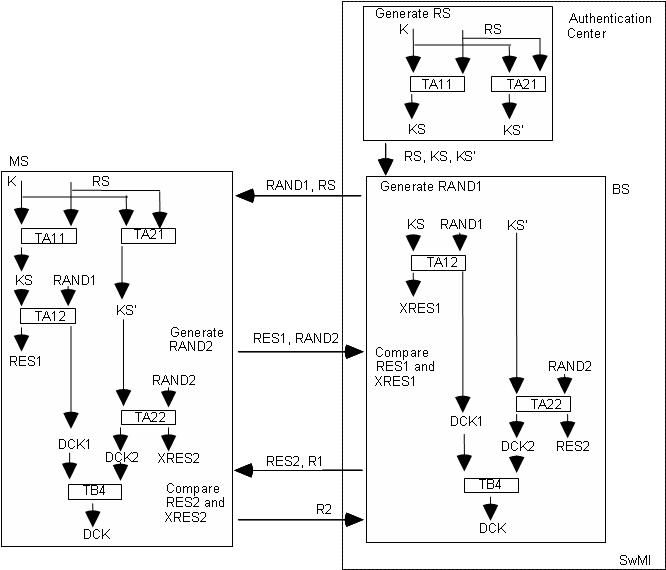 Generate RS
Authentication
Center
K
RS
TA11
TA21
KS
KS'
RS, KS, KS'
MS
K
RS
TA11
TA21
KS
RAND1
TA12
KS'
RES1
Generate
RAND2
RAND2
TA22
DCK1
DCK2
XRES2
TB4
Compare
RES2 and
XRES2
DCK
RAND1, RS
RES1, RAND2
RES2, R1
R2
Generate RAND1
BS
KS
RAND1
KS'
TA12
XRES1
Compare
RES1 and
XRES1
RAND2
TA22
DCK1
DCK2
RES2
TB4
DCK
SwMI